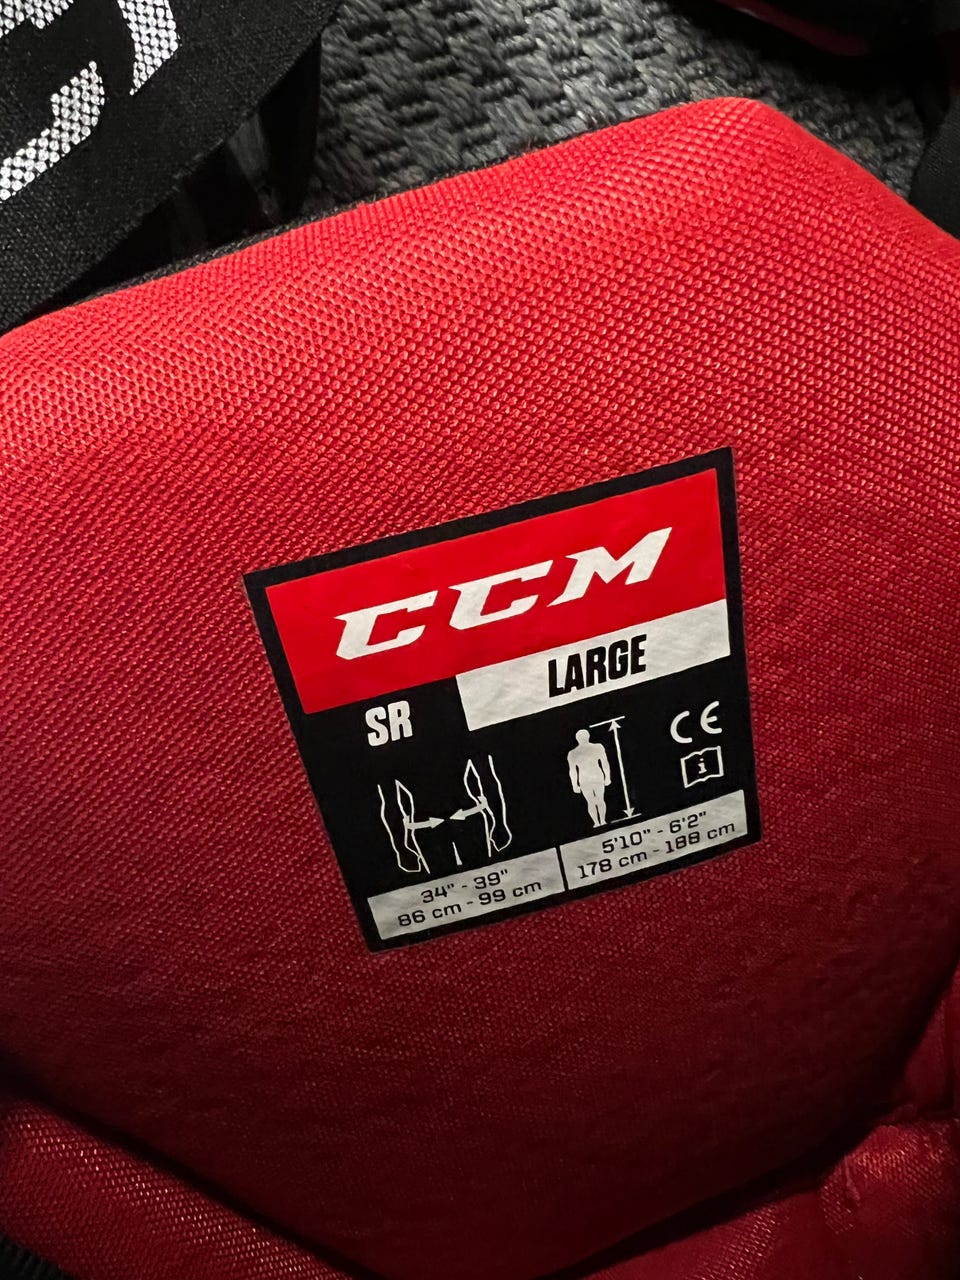 CCM
LARGE
SR
CE
i
34" - 39"
86 cm - 99 cm
5'10" - 6'2"
178 cm - 188 cm